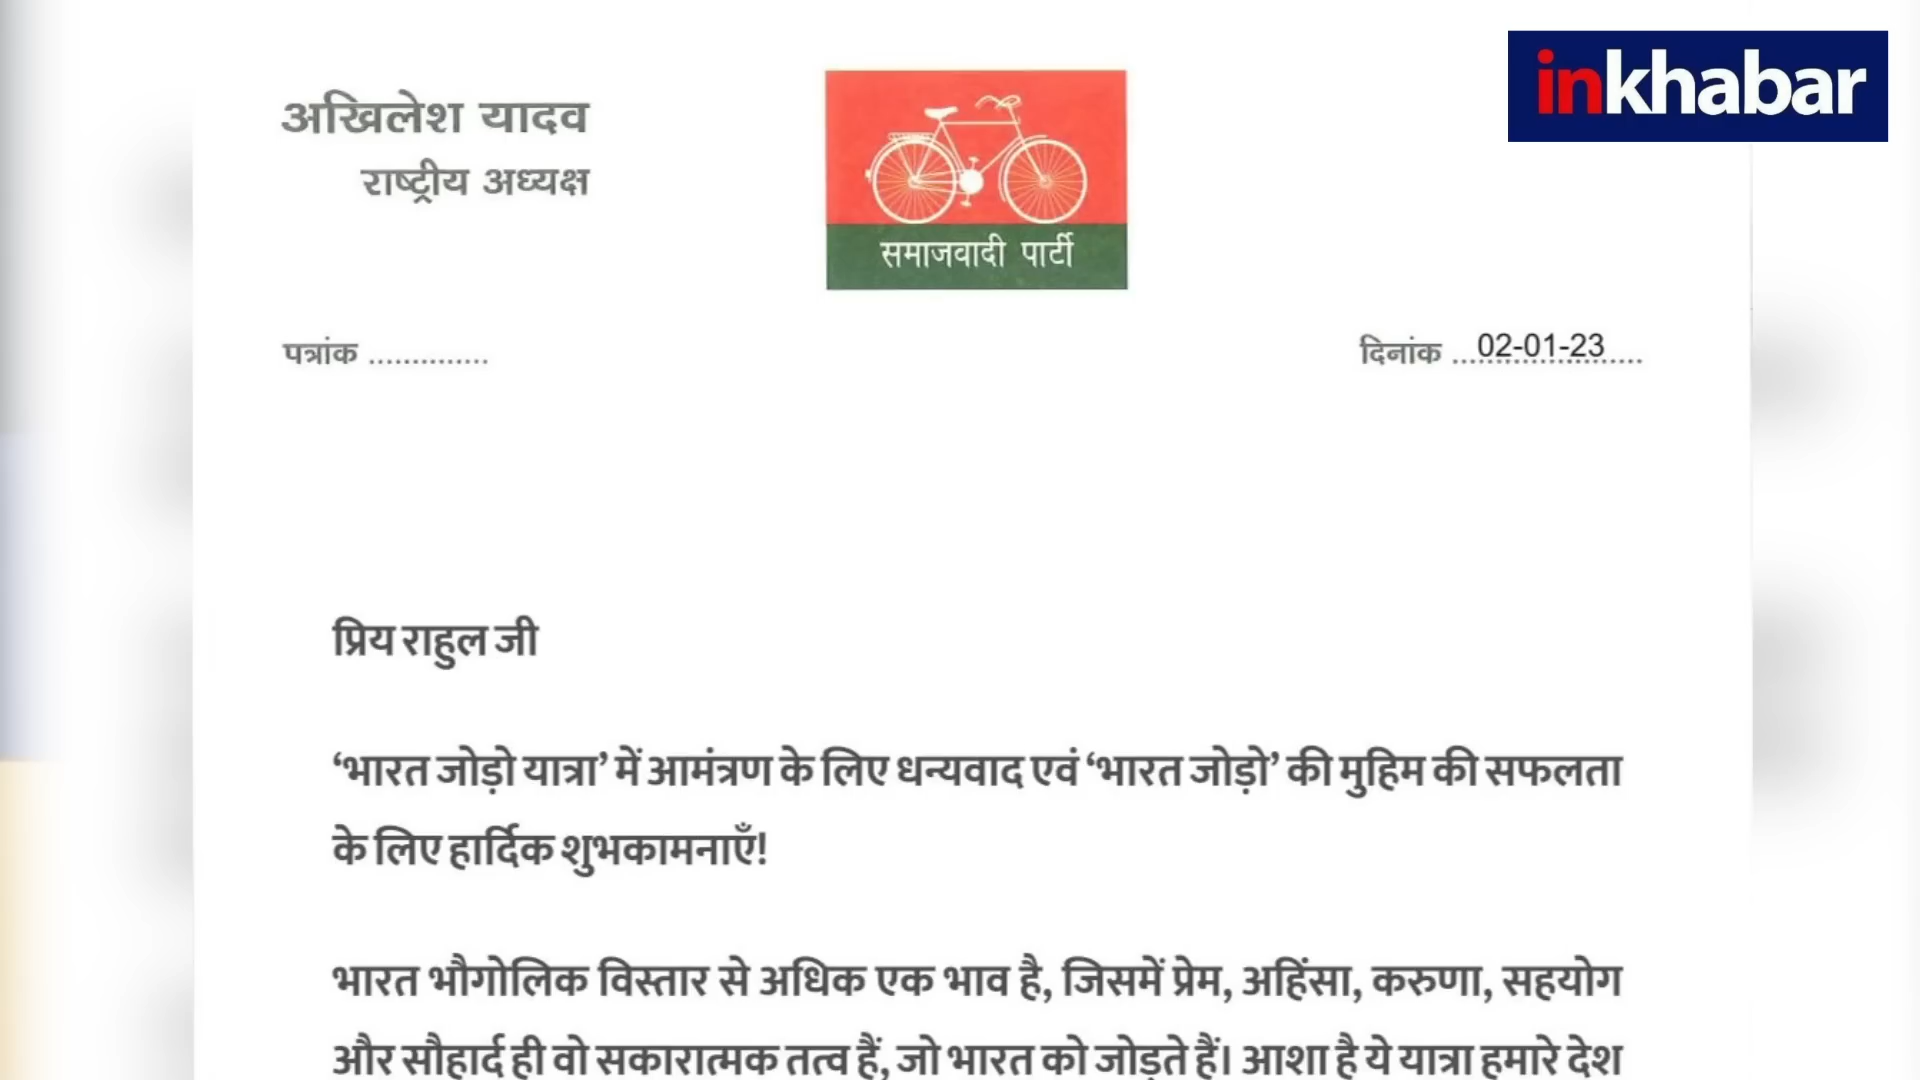 inkhabar
अखिलेश यादव
राष्ट्रीय अध्यक्ष
समाजवादी पार्टी
पत्रांक ..............
दिनांक ...02-01-23....
प्रिय राहुल जी
‘भारत जोड़ो यात्रा’ में आमंत्रण के लिए धन्यवाद एवं ‘भारत जोड़ो’ की मुहिम की सफलता
के लिए हार्दिक शुभकामनाएँ!
भारत भौगोलिक विस्तार से अधिक एक भाव है, जिसमें प्रेम, अहिंसा, करुणा, सहयोग
और सौहार्द ही वो सकारात्मक तत्व हैं, जो भारत को जोड़ते हैं। आशा है ये यात्रा हमारे देश